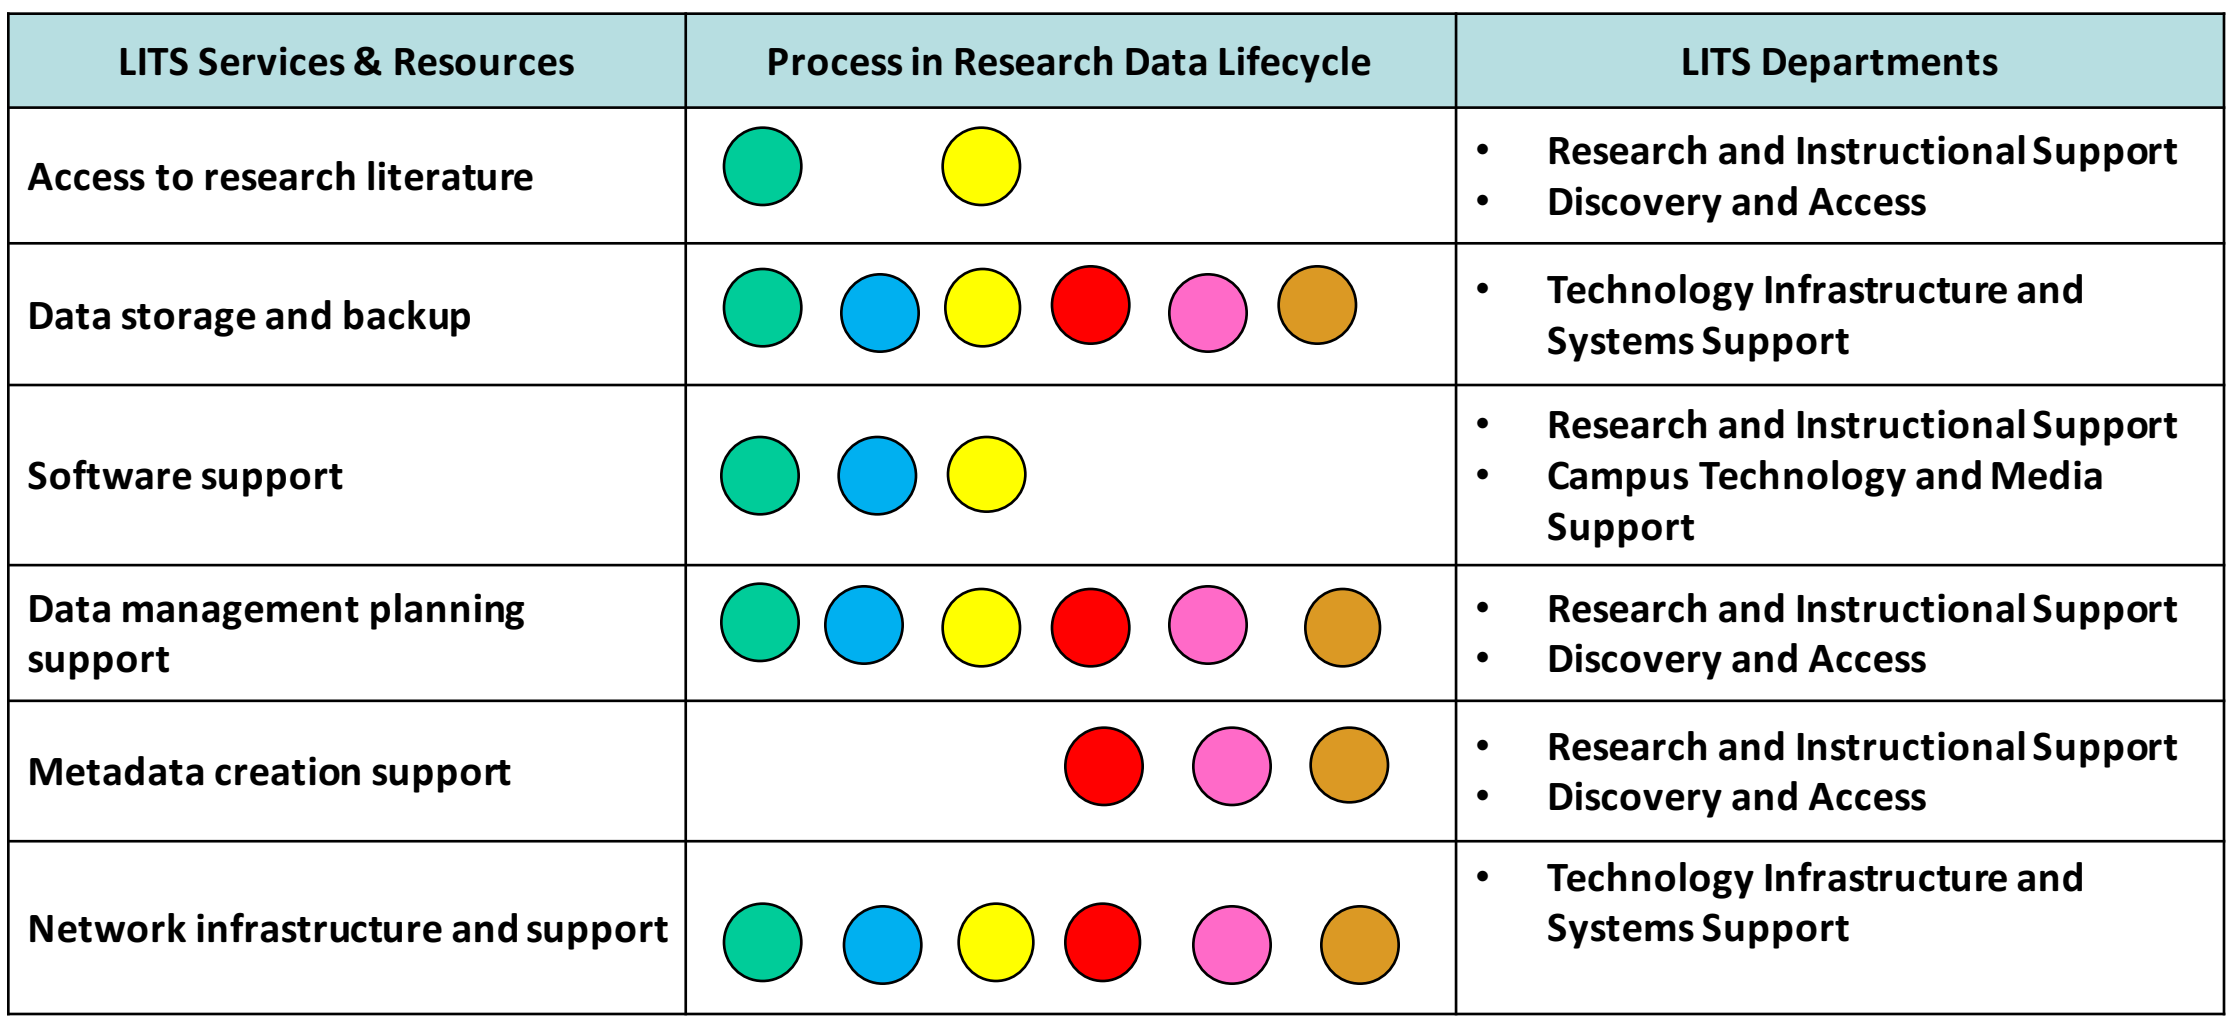 LITS Services & Resources
Process in Research Data Lifecycle
LITS Departments
Access to research literature
• Research and Instructional Support
• Discovery and Access
Data storage and backup
• Technology Infrastructure and
Systems Support
Software support
• Research and Instructional Support
• Campus Technology and Media
Support
Data management planning
support
• Research and Instructional Support
• Discovery and Access
Metadata creation support
• Research and Instructional Support
• Discovery and Access
Network infrastructure and support
• Technology Infrastructure and
Systems Support